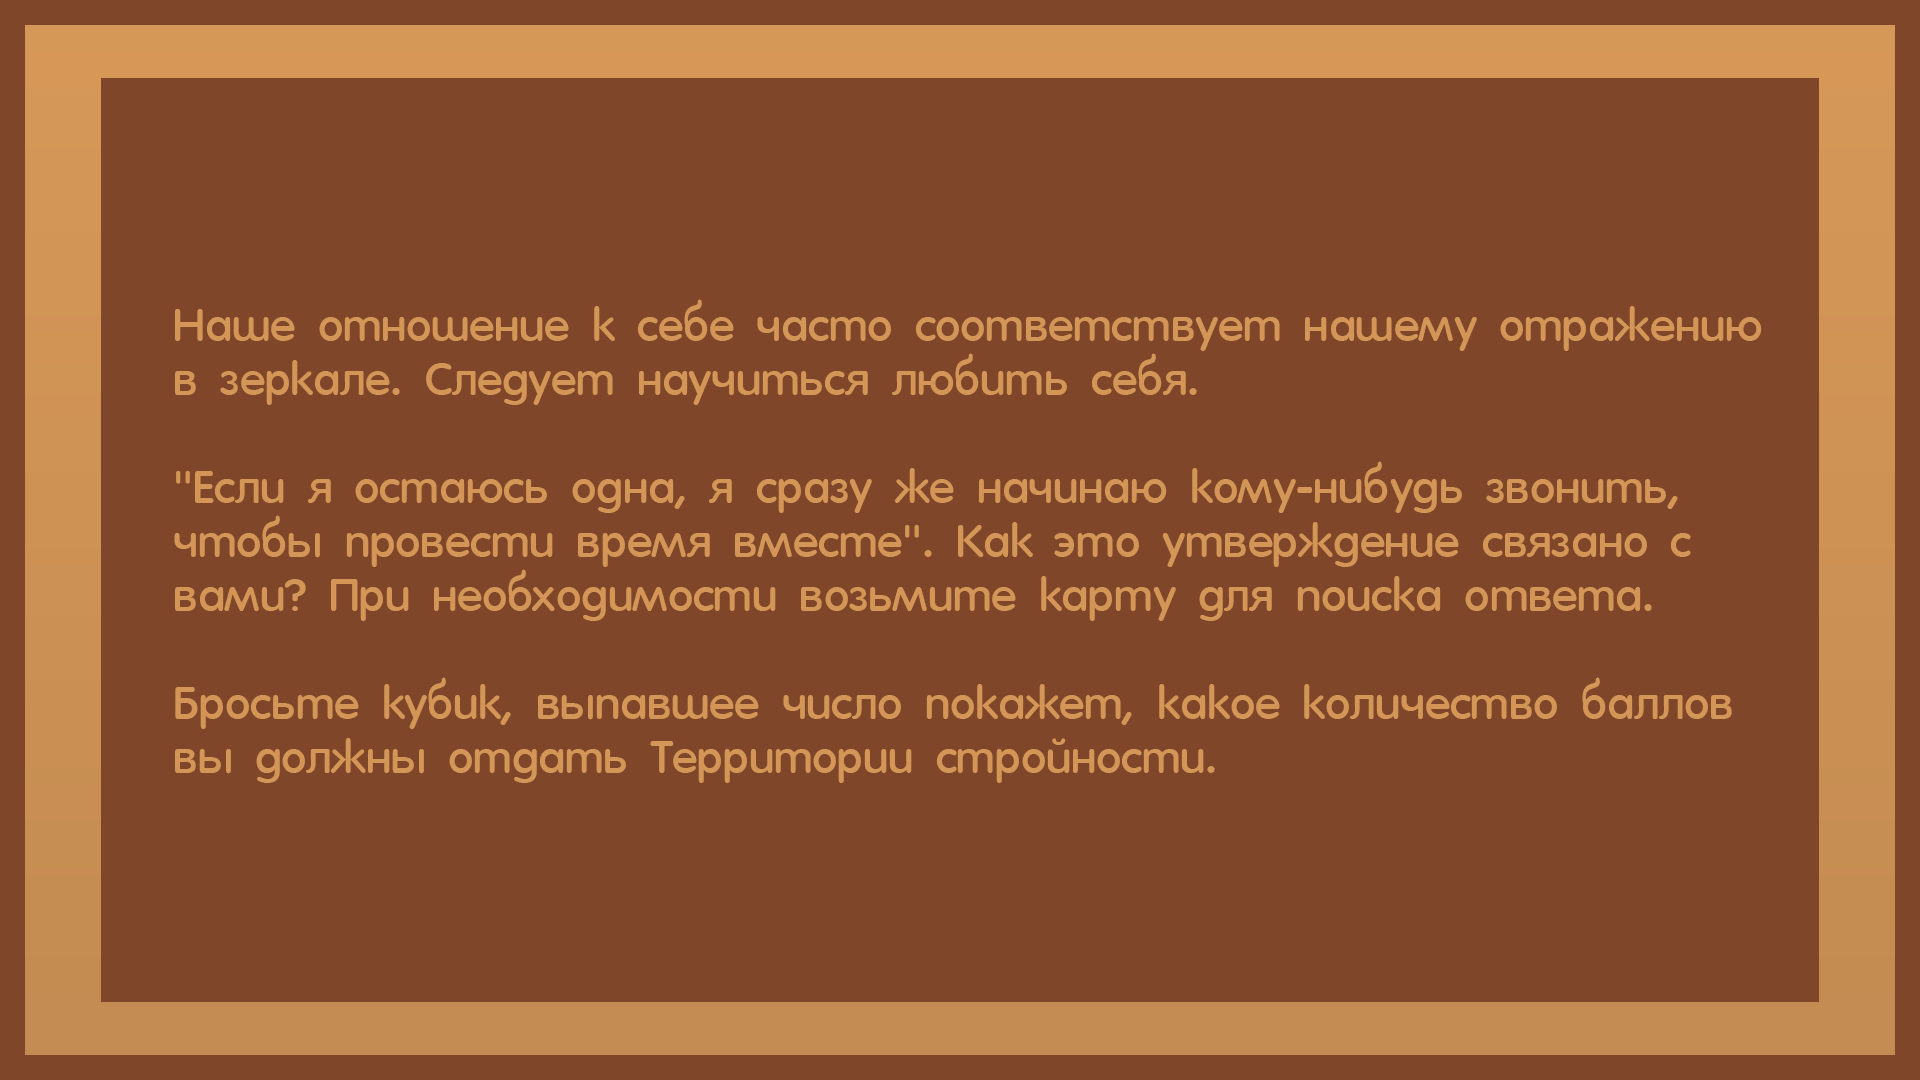 Наше отношение к себе часто соответствует нашему отражению
в зеркале. Следует научиться любить себя.
"Если я остаюсь одна, я сразу же начинаю кому-нибудь звонить,
чтобы провести время вместе". Как это утверждение связано с
вами? При необходимости возьмите карту для поиска ответа.
Бросьте кубик, выпавшее число покажет, какое количество баллов
вы должны отдать Территории стройности.